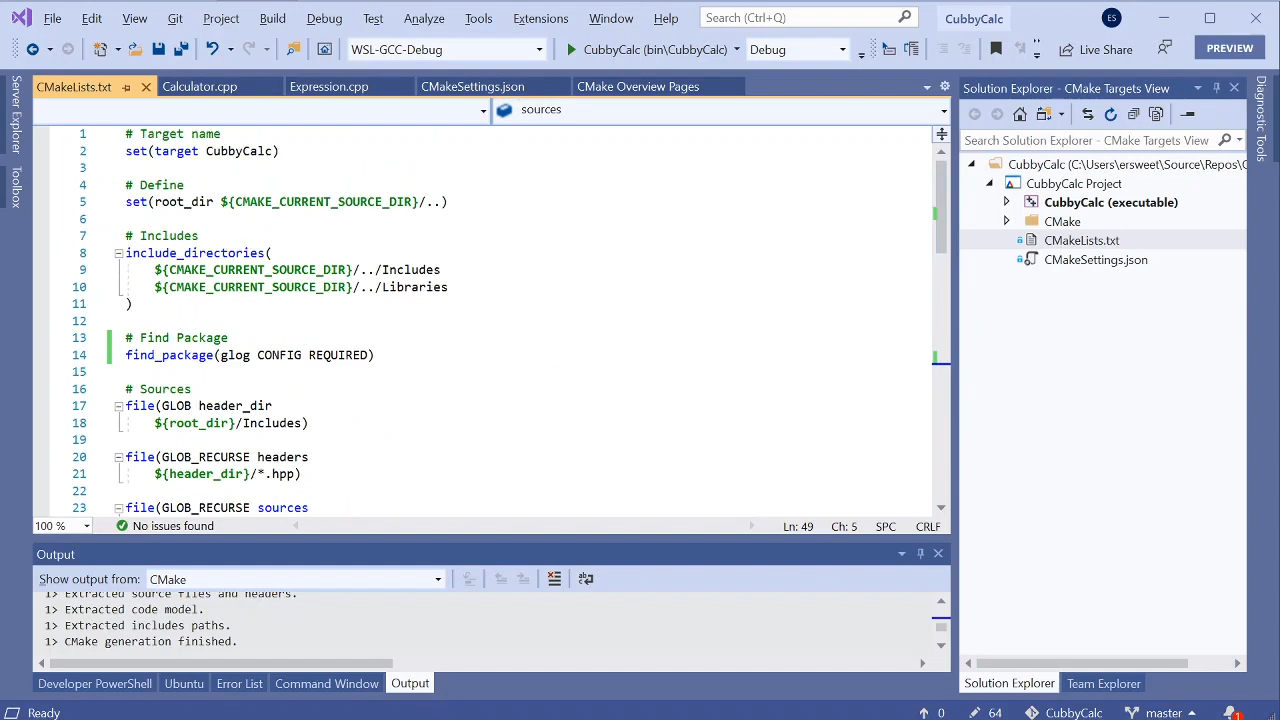 File Edit View Git Project Build Debug Test Analyze Tools Extensions Window Help Search (Ctrl+Q) CubbyCalc ES
WSL-GCC-Debug CubbyCalc (bin\CubbyCalc) Debug Live Share PREVIEW
Server Explorer
Toolbox
CMakeLists.txt Calculator.cpp Expression.cpp CMakeSettings.json CMake Overview Pages
sources
1 # Target name
2 set(target CubbyCalc)
3
4 # Define
5 set(root_dir ${CMAKE_CURRENT_SOURCE_DIR}/..)
6
7 # Includes
8 include_directories(
9 ${CMAKE_CURRENT_SOURCE_DIR}/../Includes
10 ${CMAKE_CURRENT_SOURCE_DIR}/../Libraries
11 )
12
13 # Find Package
14 find_package(glog CONFIG REQUIRED)
15
16 # Sources
17 file(GLOB header_dir
18 ${root_dir}/Includes)
19
20 file(GLOB_RECURSE headers
21 ${header_dir}/*.hpp)
22
23 file(GLOB_RECURSE sources
100 % No issues found Ln: 49 Ch: 5 SPC CRLF
Output
Show output from: CMake
1> Extracted source files and headers.
1> Extracted code model.
1> Extracted includes paths.
1> CMake generation finished.
Developer PowerShell Ubuntu Error List Command Window Output
Solution Explorer - CMake Targets View
Search Solution Explorer - CMake Targets View
CubbyCalc (C:\Users\ersweet\Source\Repos\
CubbyCalc Project
CubbyCalc (executable)
CMake
CMakeLists.txt
CMakeSettings.json
Solution Explorer Team Explorer
Diagnostic Tools
Ready 0 64 CubbyCalc master 1